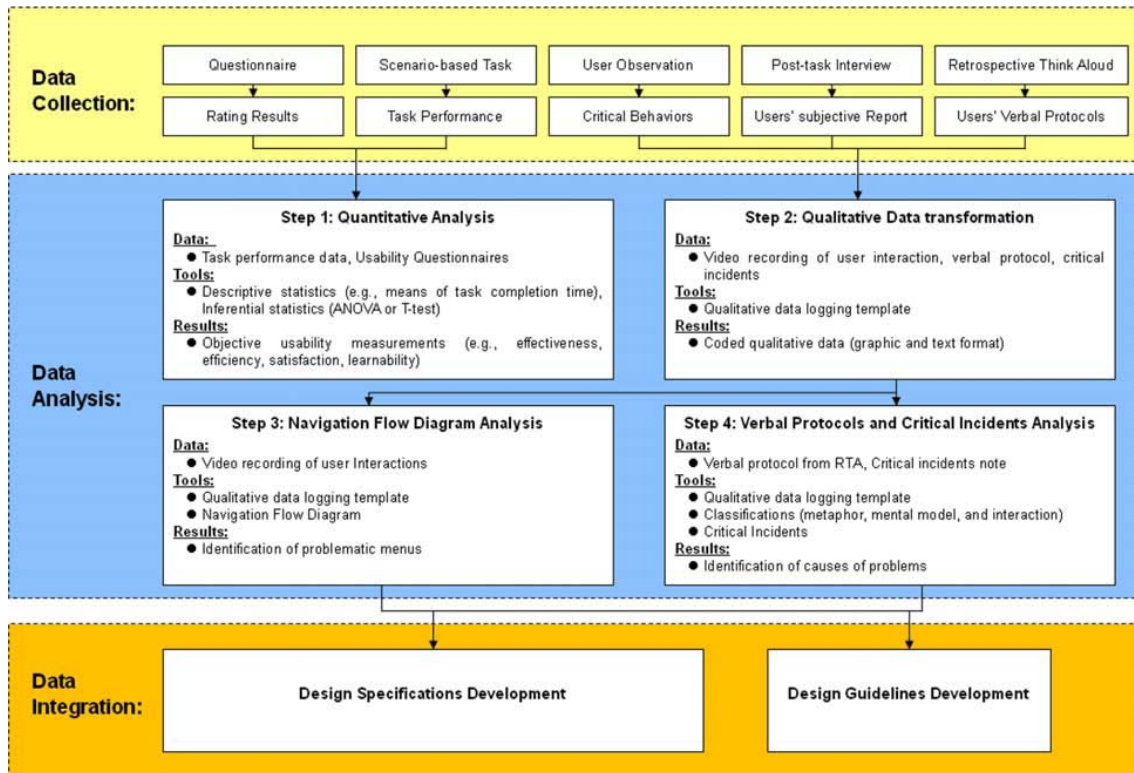 Data
Collection:
Questionnaire
Scenario-based Task
User Observation
Post-task Interview
Retrospective Think Aloud
Rating Results
Task Performance
Critical Behaviors
Users' subjective Report
Users' Verbal Protocols
Data
Analysis:
Step 1: Quantitative Analysis
Data:
● Task performance data, Usability Questionnaires
Tools:
● Descriptive statistics (e.g., means of task completion time),
Inferential statistics (ANOVA or T-test)
Results:
● Objective usability measurements (e.g., effectiveness,
efficiency, satisfaction, learnability)
Step 2: Qualitative Data transformation
Data:
● Video recording of user interaction, verbal protocol, critical
incidents
Tools:
● Qualitative data logging template
Results:
● Coded qualitative data (graphic and text format)
Step 3: Navigation Flow Diagram Analysis
Data:
● Video recording of user Interactions
Tools:
● Qualitative data logging template
● Navigation Flow Diagram
Results:
● Identification of problematic menus
Step 4: Verbal Protocols and Critical Incidents Analysis
Data:
● Verbal protocol from RTA, Critical incidents note
Tools:
● Qualitative data logging template
● Classifications (metaphor, mental model, and interaction)
● Critical Incidents
Results:
● Identification of causes of problems
Data
Integration:
Design Specifications Development
Design Guidelines Development